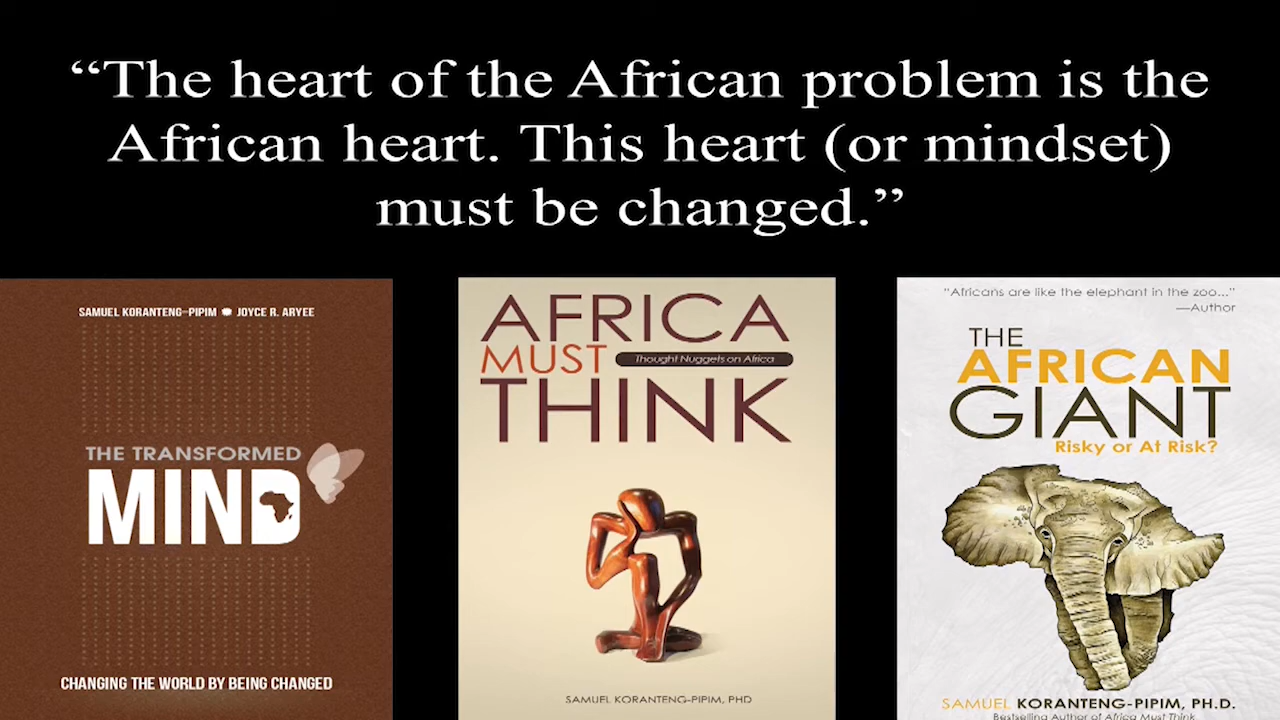 “The heart of the African problem is the
African heart. This heart (or mindset)
must be changed.”
SAMUEL KORANTENG-PIPIM JOYCE R. ARYEE
THE TRANSFORMED
MIND
CHANGING THE WORLD BY BEING CHANGED
AFRICA
MUST
Thought Nuggets on Africa
THINK
SAMUEL KORANTENG-PIPIM, PHD
“Africans are like the elephant in the zoo...”
—Author
THE
AFRICAN
GIANT
Risky or At Risk?
SAMUEL KORANTENG-PIPIM, PH.D.
Bestselling Author of Africa Must Think